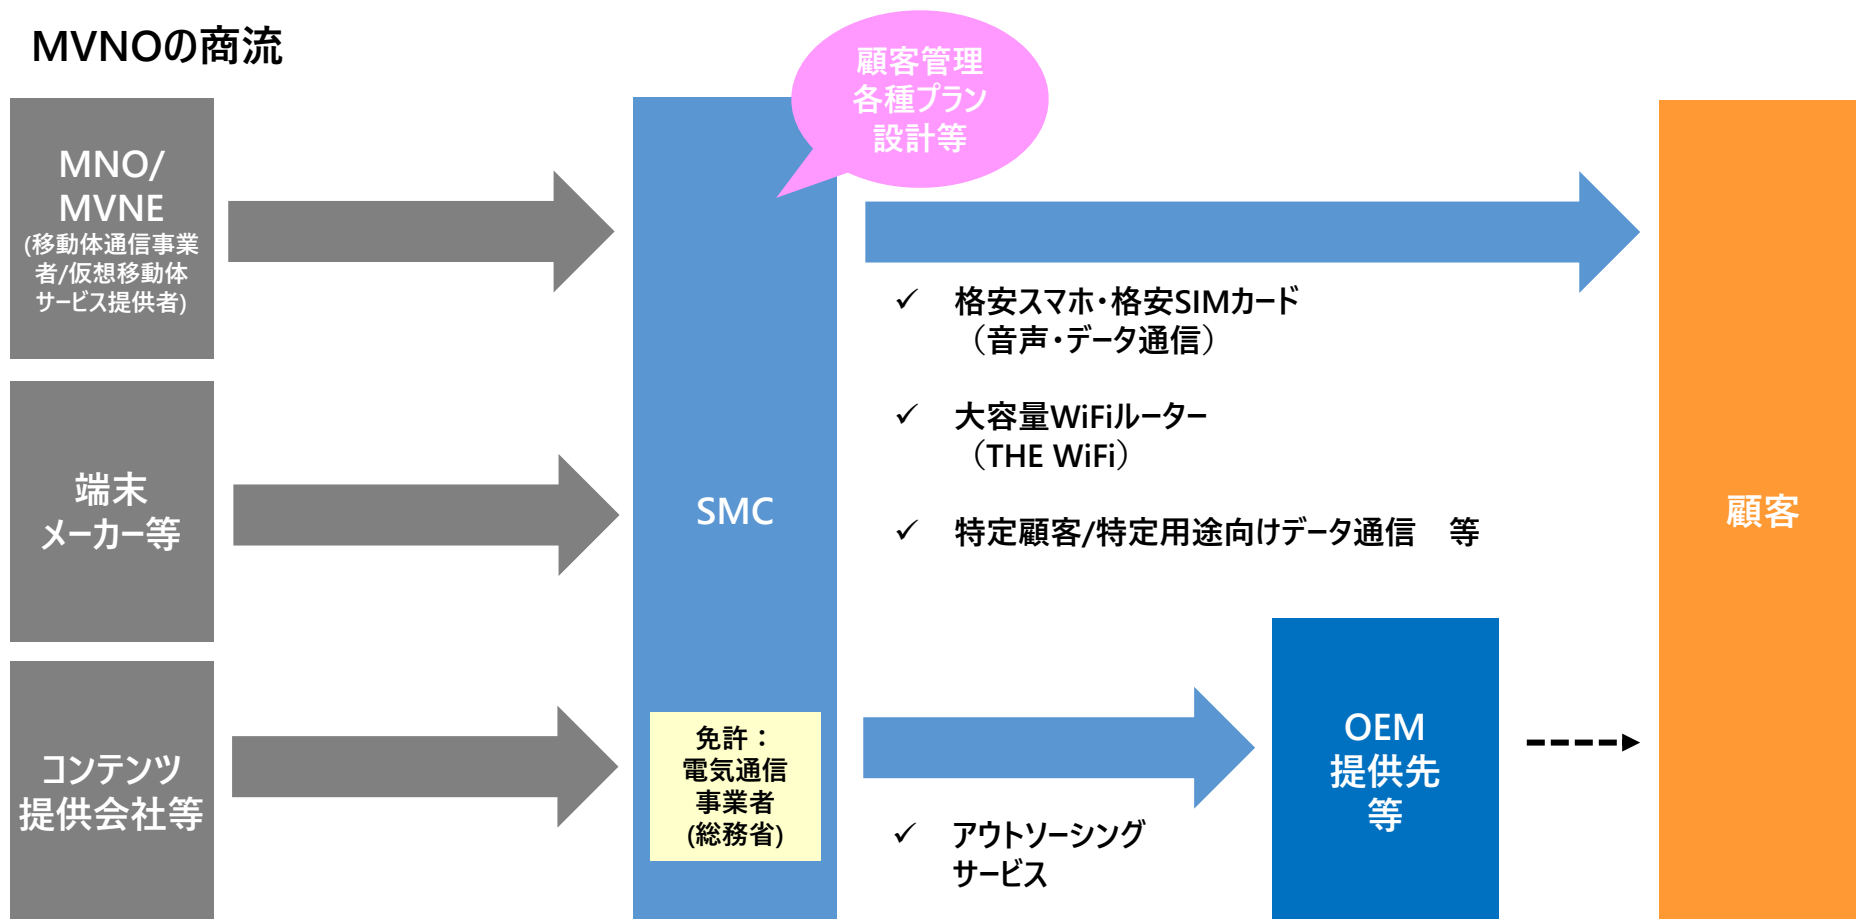 MVNOの商流
顧客管理
各種プラン
設計等
MNO/
MVNE
(移動体通信事業
者/仮想移動体
サービス提供者)
端末
メーカー等
コンテンツ
提供会社等
SMC
免許：
電気通信
事業者
(総務省)
✓ 格安スマホ・格安SIMカード
（音声・データ通信）
✓ 大容量WiFiルーター
（THE WiFi）
✓ 特定顧客/特定用途向けデータ通信　等
✓ アウトソーシング
サービス
OEM
提供先
等
顧客